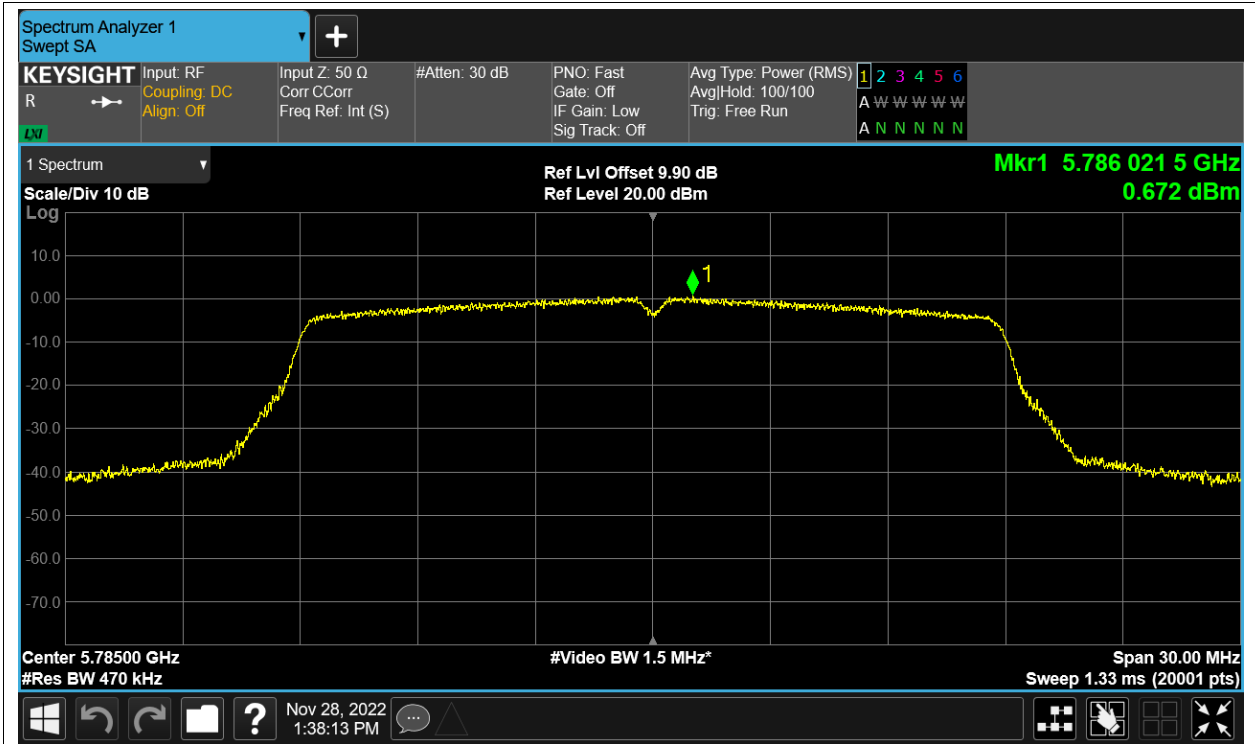 Spectrum Analyzer 1
Swept SA
KEYSIGHT
R
LXI
Input: RF
Coupling: DC
Align: Off
Input Z: 50 Ω
Corr CCorr
Freq Ref: Int (S)
#Atten: 30 dB
PNO: Fast
Gate: Off
IF Gain: Low
Sig Track: Off
Avg Type: Power (RMS)
Avg|Hold: 100/100
Trig: Free Run
1 2 3 4 5 6
A W W W W W
A N N N N N
1 Spectrum
Scale/Div 10 dB
Ref Lvl Offset 9.90 dB
Ref Level 20.00 dBm
Mkr1 5.786 021 5 GHz
0.672 dBm
Log
10.0
0.00
-10.0
-20.0
-30.0
-40.0
-50.0
-60.0
-70.0
1
Center 5.78500 GHz
#Res BW 470 kHz
#Video BW 1.5 MHz*
Span 30.00 MHz
Sweep 1.33 ms (20001 pts)
?
Nov 28, 2022
1:38:13 PM